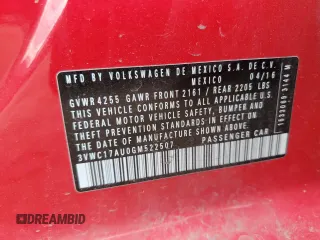 MFD BY VOLKSWAGEN DE MEXICO S.A. DE C.V.
MEXICO 04/16
GVWR 4255 GAWR FRONT 2161 / REAR 2205 LBS
THIS VEHICLE CONFORMS TO ALL APPLICABLE
FEDERAL MOTOR VEHICLE SAFETY, BUMPER AND
THEFT PREVENTION STANDARDS IN EFFECT ON
THE DATE OF MANUFACTURE SHOWN ABOVE.
3VWC17AU0GM522507 PASSENGER CAR
1633060 3144 M
DREAMBID